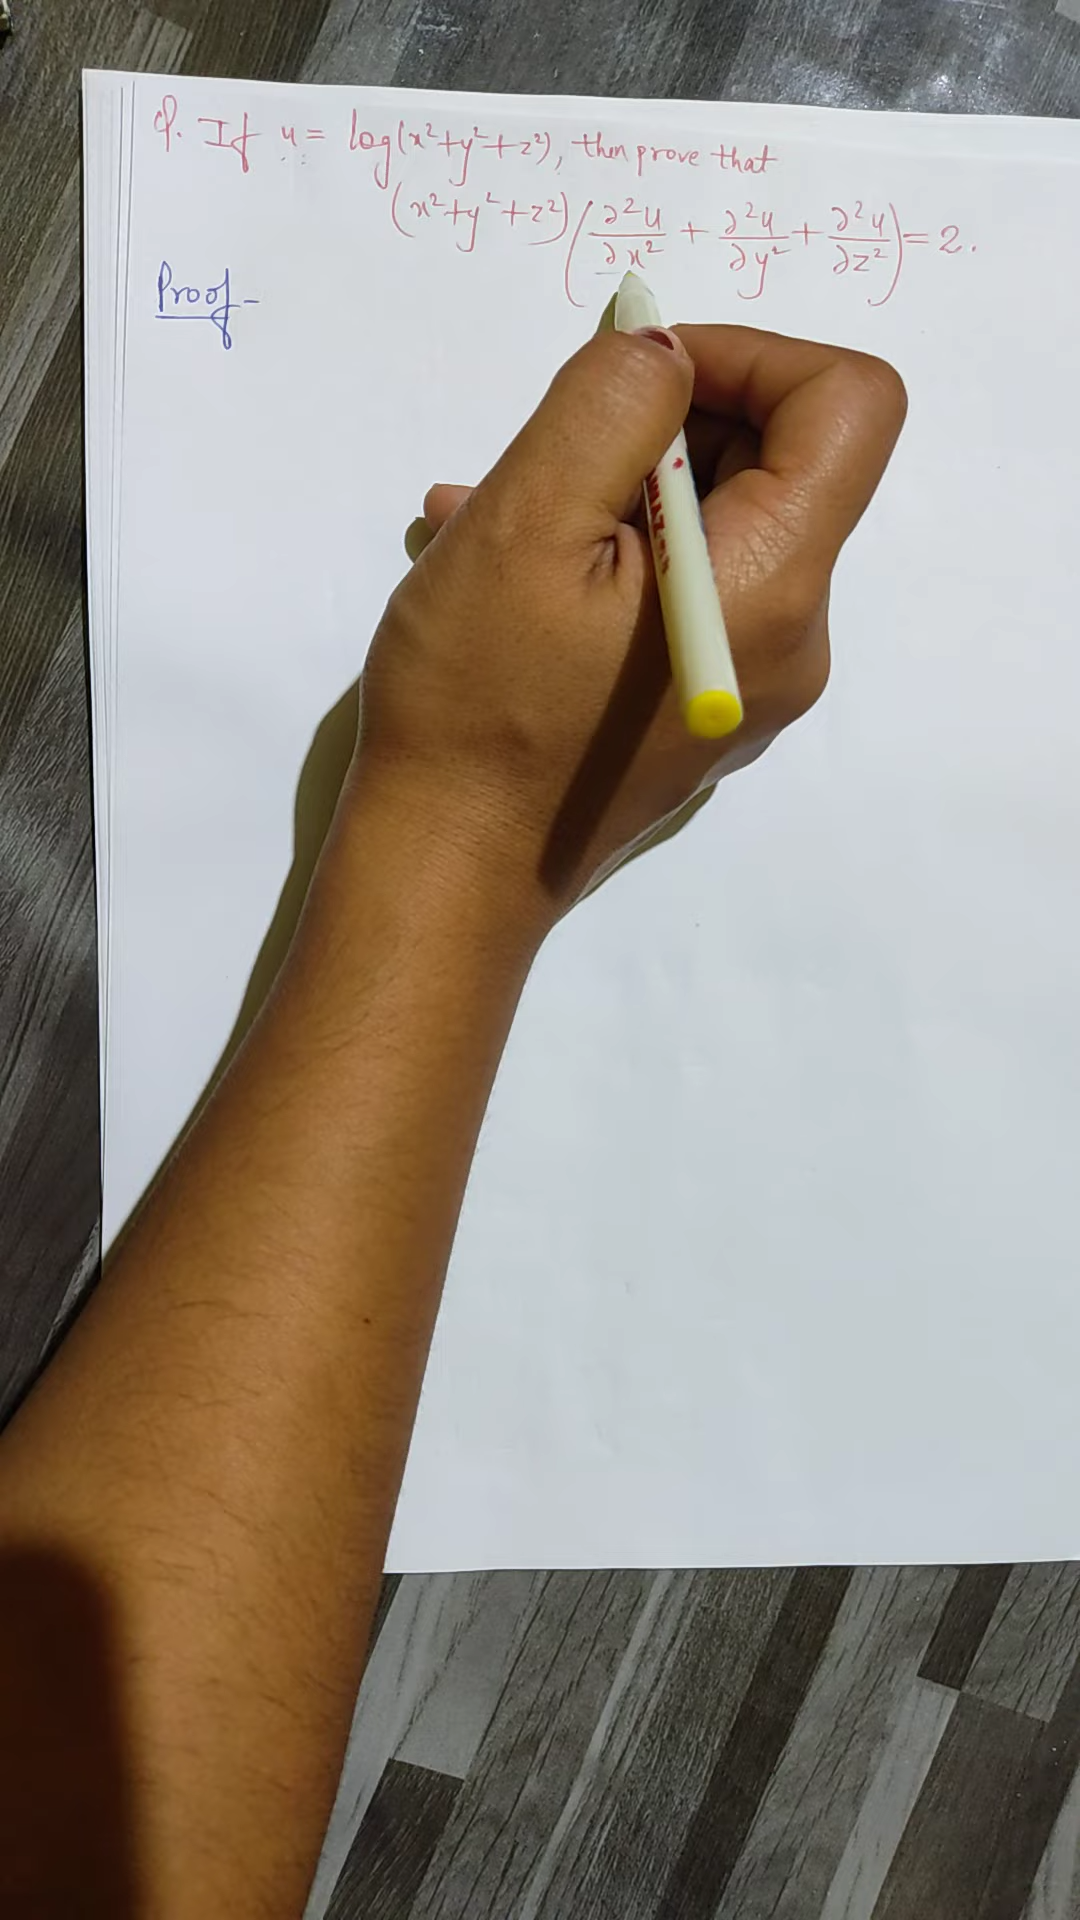 Q. If u = log(x²+y²+z²), then prove that
(x²+y²+z²)(∂²u/∂x² + ∂²u/∂y² + ∂²u/∂z²) = 2.
Proof-